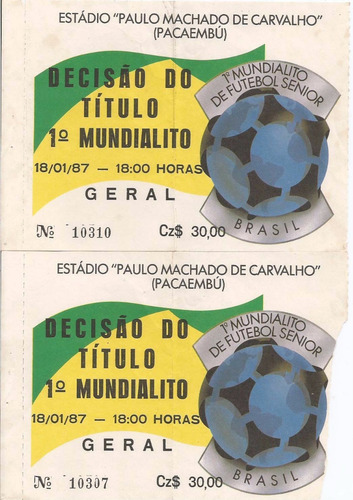 ESTÁDIO "PAULO MACHADO DE CARVALHO"
(PACAEMBÚ)
DECISÃO DO
TÍTULO
1º MUNDIALITO
18/01/87 — 18:00 HORAS
GERAL
Nº 10310 Cz$ 30,00
1º MUNDIALITO
DE FUTEBOL SENIOR
BRASIL
ESTÁDIO "PAULO MACHADO DE CARVALHO"
(PACAEMBÚ)
DECISÃO DO
TÍTULO
1º MUNDIALITO
18/01/87 — 18:00 HORAS
GERAL
Nº 10307 Cz$ 30,00
1º MUNDIALITO
DE FUTEBOL SENIOR
BRASIL